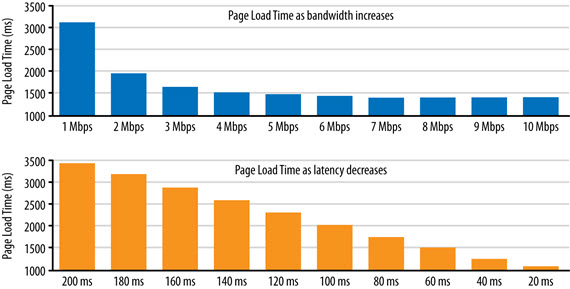 Page Load Time as bandwidth increases
Page Load Time (ms)
3500
3000
2500
2000
1500
1000
1 Mbps 2 Mbps 3 Mbps 4 Mbps 5 Mbps 6 Mbps 7 Mbps 8 Mbps 9 Mbps 10 Mbps
Page Load Time as latency decreases
Page Load Time (ms)
3500
3000
2500
2000
1500
1000
200 ms 180 ms 160 ms 140 ms 120 ms 100 ms 80 ms 60 ms 40 ms 20 ms